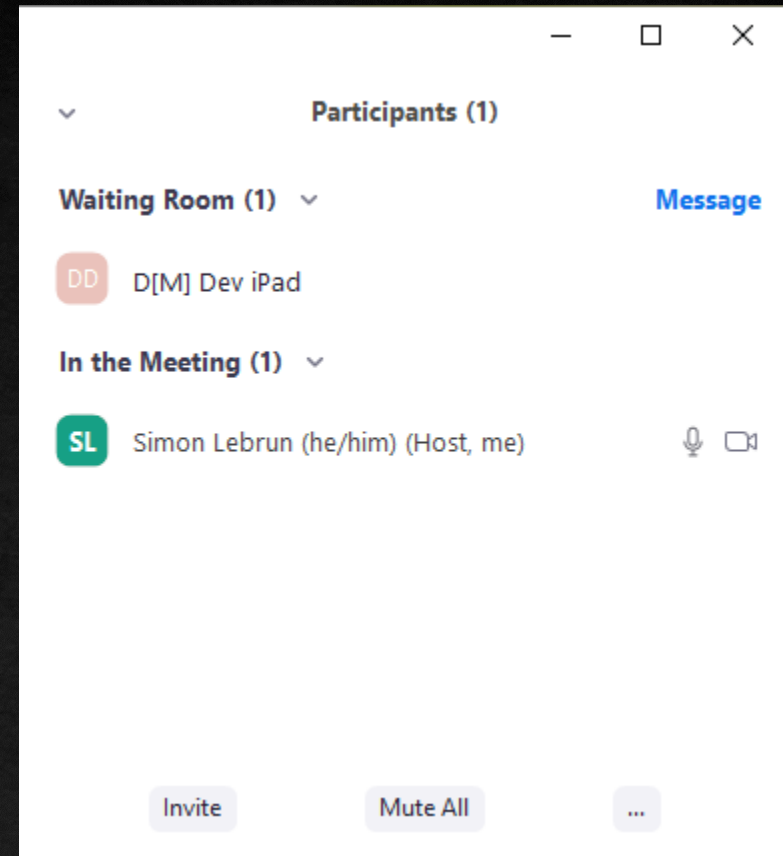 Participants (1)
Waiting Room (1) Message
DD D[M] Dev iPad
In the Meeting (1)
SL Simon Lebrun (he/him) (Host, me)
Invite Mute All ...